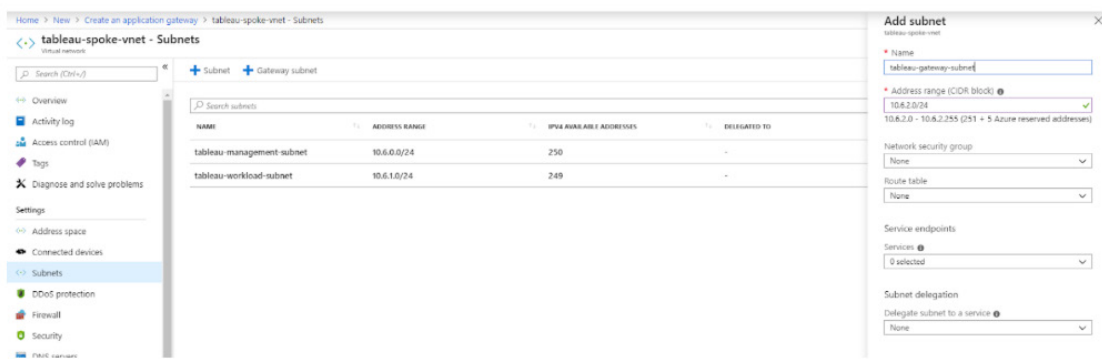 Home > New > Create an application gateway > tableau-spoke-vnet - Subnets
tableau-spoke-vnet - Subnets
Virtual network
Search (Ctrl+/)
Overview
Activity log
Access control (IAM)
Tags
Diagnose and solve problems
Settings
Address space
Connected devices
Subnets
DDoS protection
Firewall
Security
DNS servers
+ Subnet + Gateway subnet
Search subnets
NAME ADDRESS RANGE IPV4 AVAILABLE ADDRESSES DELEGATED TO
tableau-management-subnet 10.6.0.0/24 250 -
tableau-workload-subnet 10.6.1.0/24 249 -
Add subnet
tableau-spoke-vnet
* Name
tableau-gateway-subnet
* Address range (CIDR block)
10.6.2.0/24
10.6.2.0 - 10.6.2.255 (251 + 5 Azure reserved addresses)
Network security group
None
Route table
None
Service endpoints
Services
0 selected
Subnet delegation
Delegate subnet to a service
None